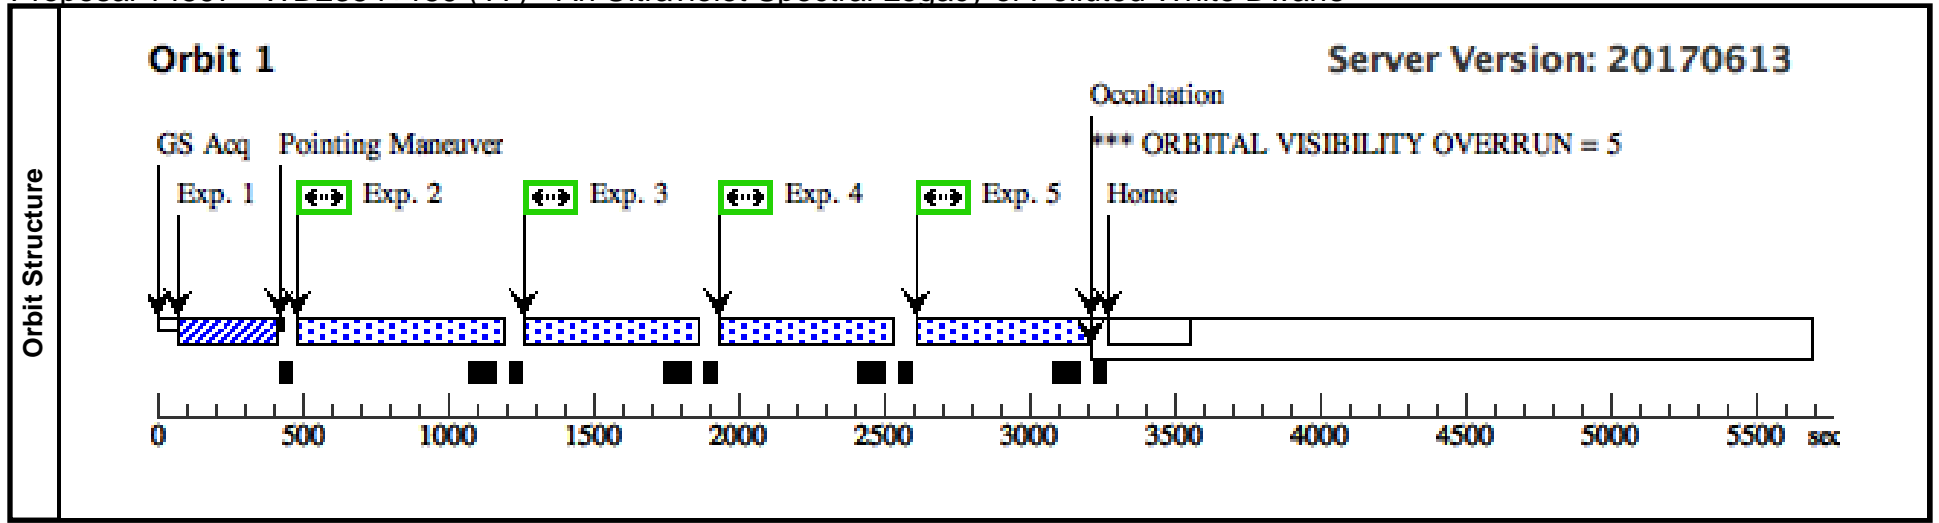 Orbit Structure
Orbit 1
Server Version: 20170613
Occultation
GS Acq Pointing Maneuver
*** ORBITAL VISIBILITY OVERRUN = 5
Exp. 1 Exp. 2 Exp. 3 Exp. 4 Exp. 5 Home
0 500 1000 1500 2000 2500 3000 3500 4000 4500 5000 5500 sec